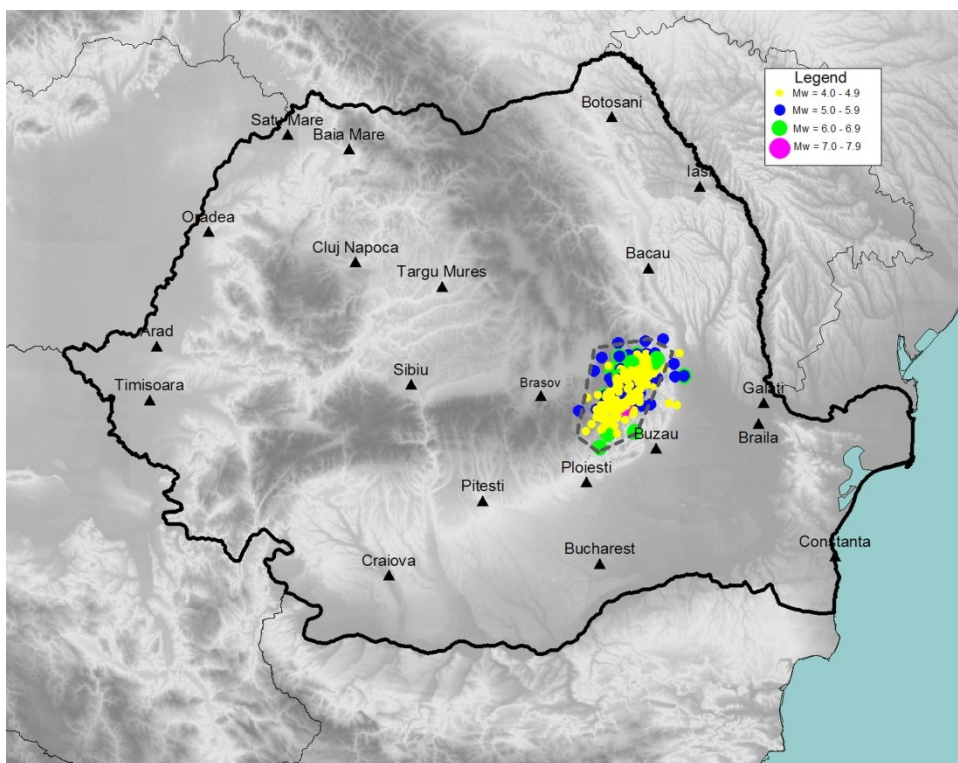 Legend
Mw = 4.0 - 4.9
Mw = 5.0 - 5.9
Mw = 6.0 - 6.9
Mw = 7.0 - 7.9
Botosani
Satu Mare
Baia Mare
Iasi
Oradea
Cluj Napoca
Bacau
Targu Mures
Arad
Sibiu
Brasov
Timisoara
Galati
Braila
Buzau
Ploiesti
Pitesti
Constanta
Bucharest
Craiova